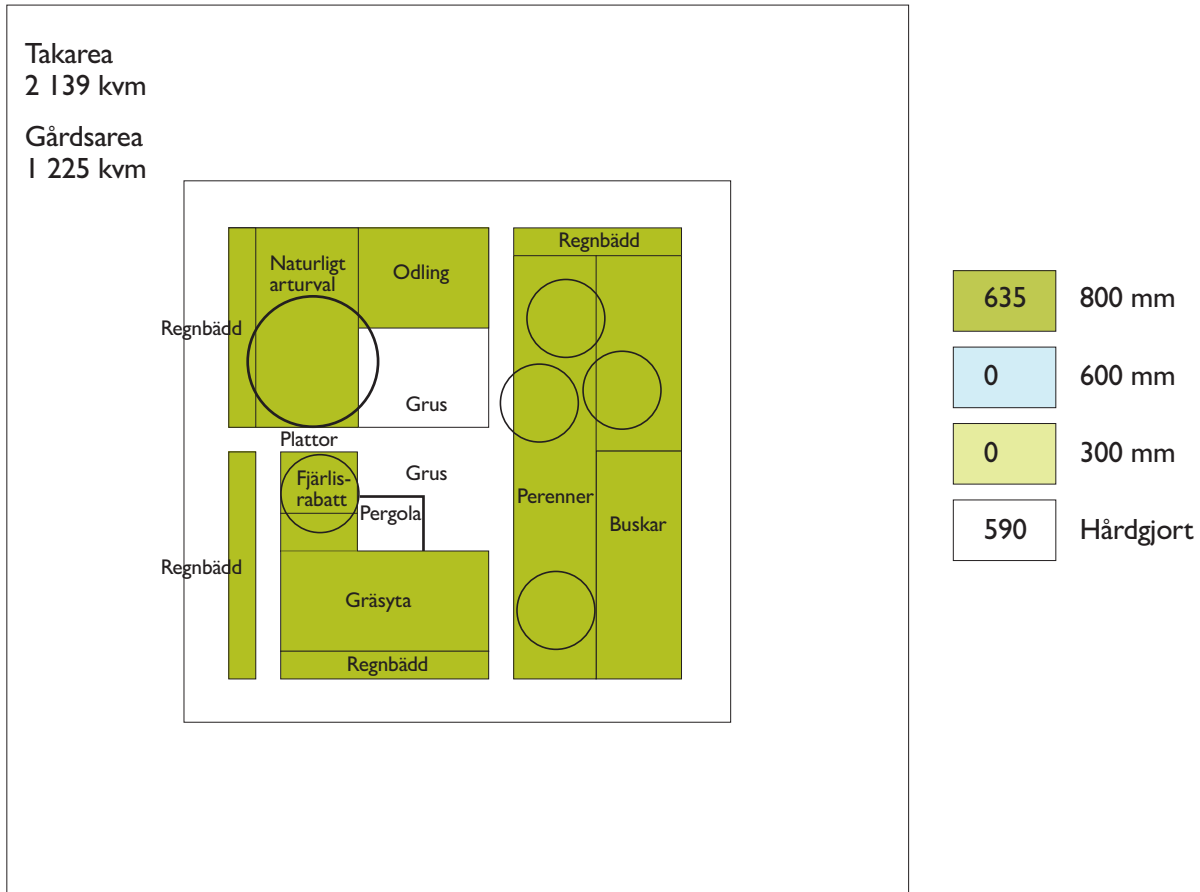 Takarea
2 139 kvm
Gårdsarea
1 225 kvm
Regnbädd
Naturligt
arturval
Odling
Regnbädd
Grus
Plattor
Grus
Fjärlis-
rabatt
Perenner
Pergola
Buskar
Regnbädd
Gräsyta
Regnbädd
635 800 mm
0 600 mm
0 300 mm
590 Hårdgjort